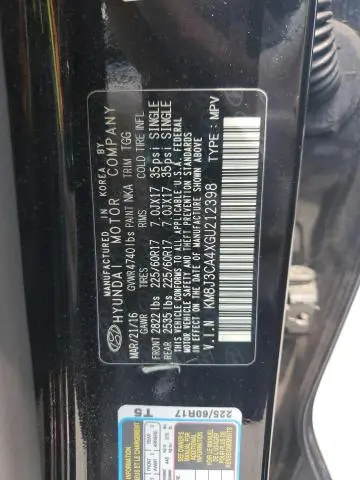 MANUFACTURED IN KOREA BY
HYUNDAI MOTOR COMPANY
MAR/21/16 GVWR 4740lbs PAINT NKA TRIM TGG
GAWR TIRES RIMS COLD TIRE INFL
FRONT 2822 lbs 225/60R17 7.0JX17 35psi SINGLE
REAR 2535 lbs 225/60R17 7.0JX17 35psi SINGLE
THIS VEHICLE CONFORMS TO ALL APPLICABLE U.S.A. FEDERAL
MOTOR VEHICLE SAFETY AND THEFT PREVENTION STANDARDS
IN EFFECT ON THE DATE OF MANUFACTURE SHOWN ABOVE
V.I.N KM8J3CA4XGU212398 TYPE : MPV
225/60R17
T5